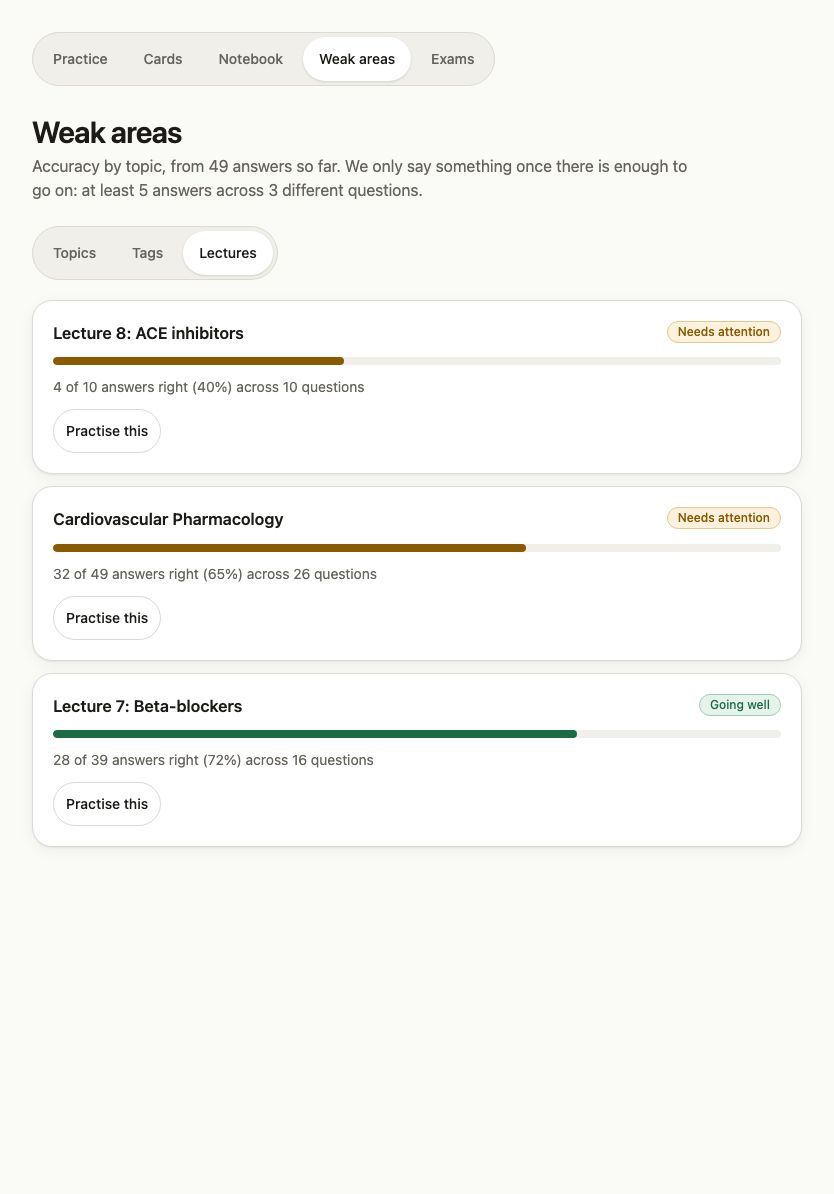 Practice Cards Notebook Weak areas Exams
Weak areas
Accuracy by topic, from 49 answers so far. We only say something once there is enough to
go on: at least 5 answers across 3 different questions.
Topics Tags Lectures
Lecture 8: ACE inhibitors Needs attention
4 of 10 answers right (40%) across 10 questions
Practise this
Cardiovascular Pharmacology Needs attention
32 of 49 answers right (65%) across 26 questions
Practise this
Lecture 7: Beta-blockers Going well
28 of 39 answers right (72%) across 16 questions
Practise this